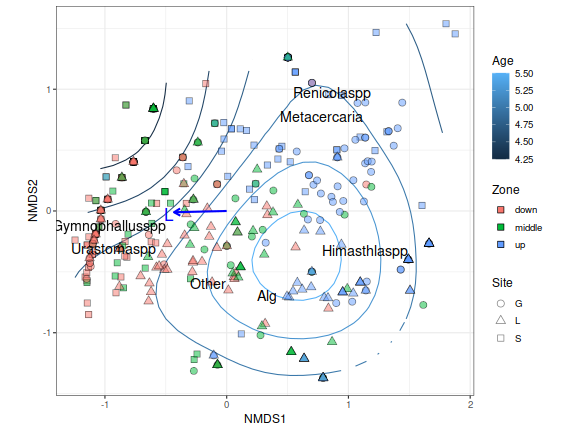 Renicolaspp
Metacercaria
Gymnophalluspp
L
Urastomaspp
Himasthlaspp
Other
Alg
1
0
-1
-1
0
1
2
NMDS1
NMDS2
Age
5.50
5.25
5.00
4.75
4.50
4.25
Zone
down
middle
up
Site
G
L
S